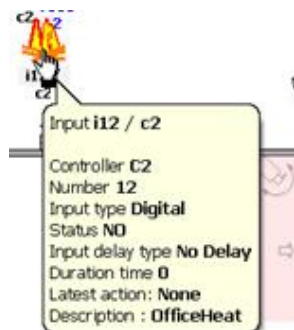 c2
2
i1
c2
Input i12 / c2
Controller C2
Number 12
Input type Digital
Status NO
Input delay type No Delay
Duration time 0
Latest action: None
Description : OfficeHeat